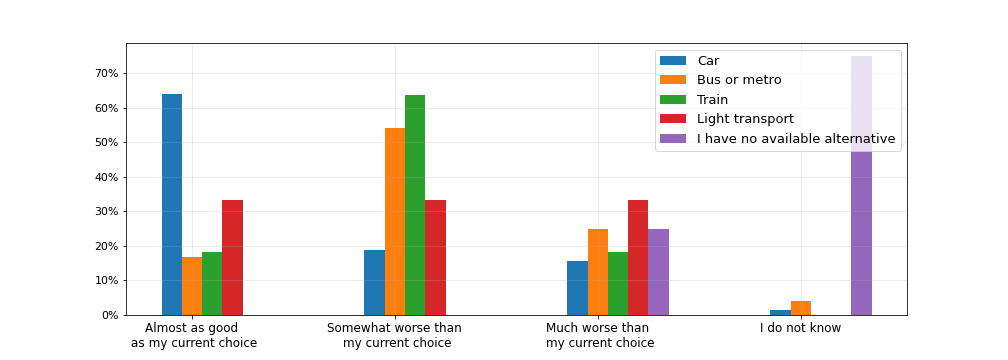 70%
60%
50%
40%
30%
20%
10%
0%
Car
Bus or metro
Train
Light transport
I have no available alternative
Almost as good
as my current choice
Somewhat worse than
my current choice
Much worse than
my current choice
I do not know